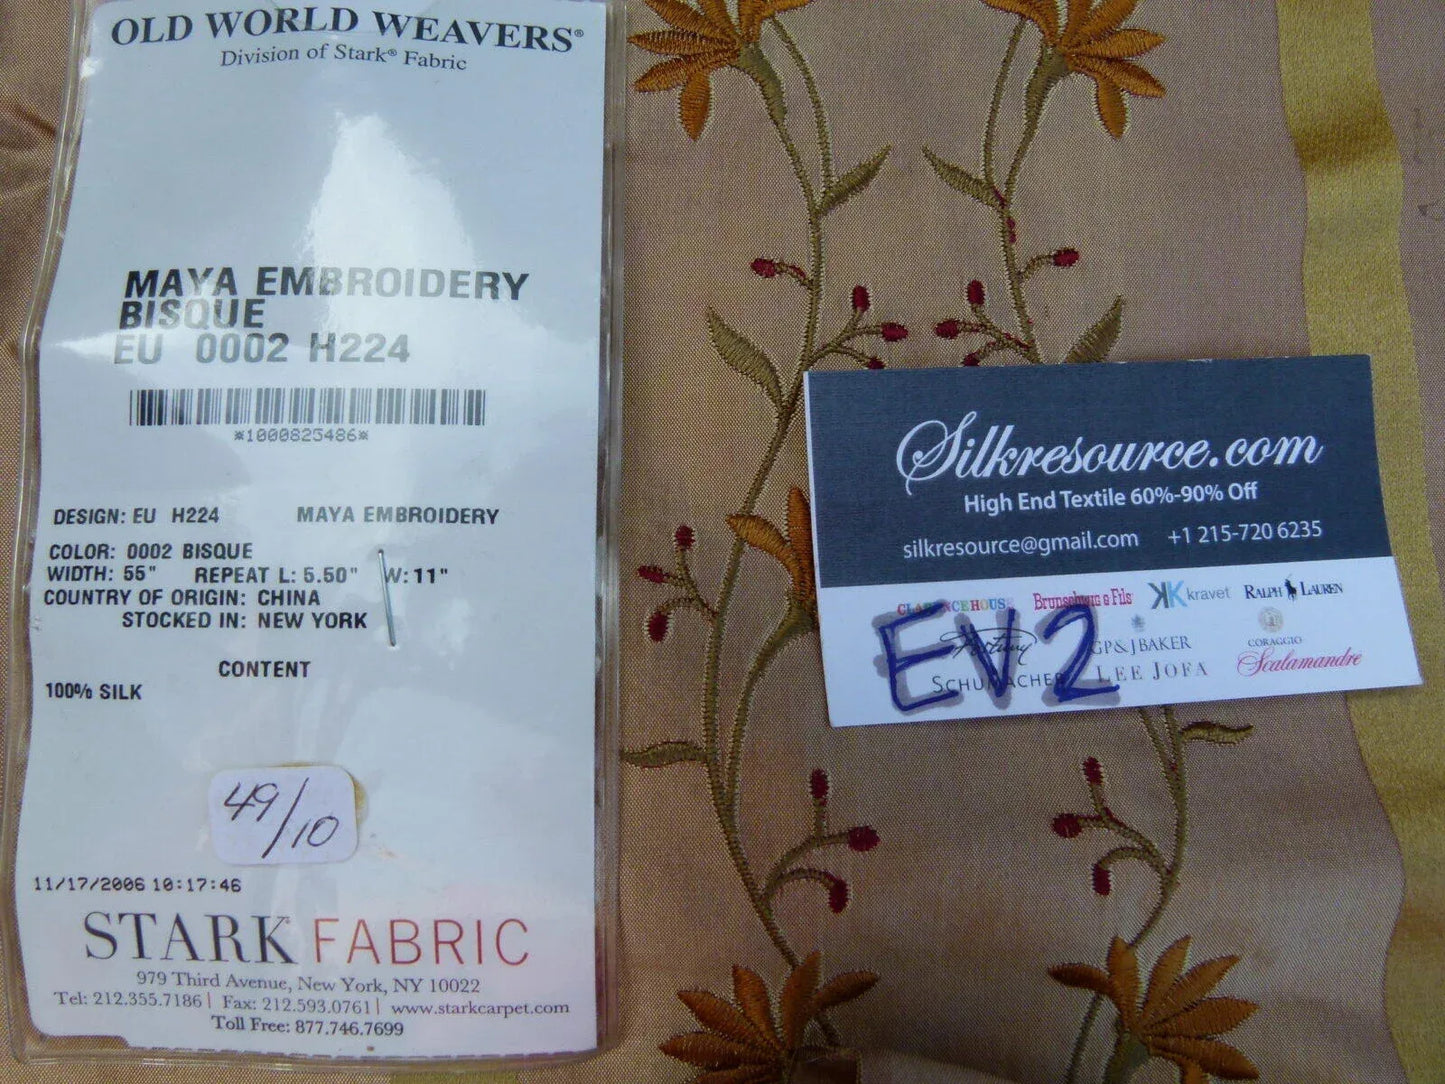 OLD WORLD WEAVERS®
Division of Stark® Fabric
MAYA EMBROIDERY
BISQUE
EU 0002 H224
*1000825486*
DESIGN: EU H224 MAYA EMBROIDERY
COLOR: 0002 BISQUE
WIDTH: 55" REPEAT L: 5.50" W: 11"
COUNTRY OF ORIGIN: CHINA
STOCKED IN: NEW YORK
CONTENT
100% SILK
49/10
11/17/2006 10:17:46
STARK FABRIC
979 Third Avenue, New York, NY 10022
Tel: 212.355.7186 | Fax: 212.593.0761 | www.starkcarpet.com
Toll Free: 877.746.7699
Silkresource.com
High End Textile 60%-90% Off
silkresource@gmail.com +1 215-720 6235
CLARENCE HOUSE Brunschwig & Fils kravet RALPH LAUREN
EV2
Fortuny GP & J BAKER CORAGGIO
SCHUMACHER LEE JOFA Scalamandre